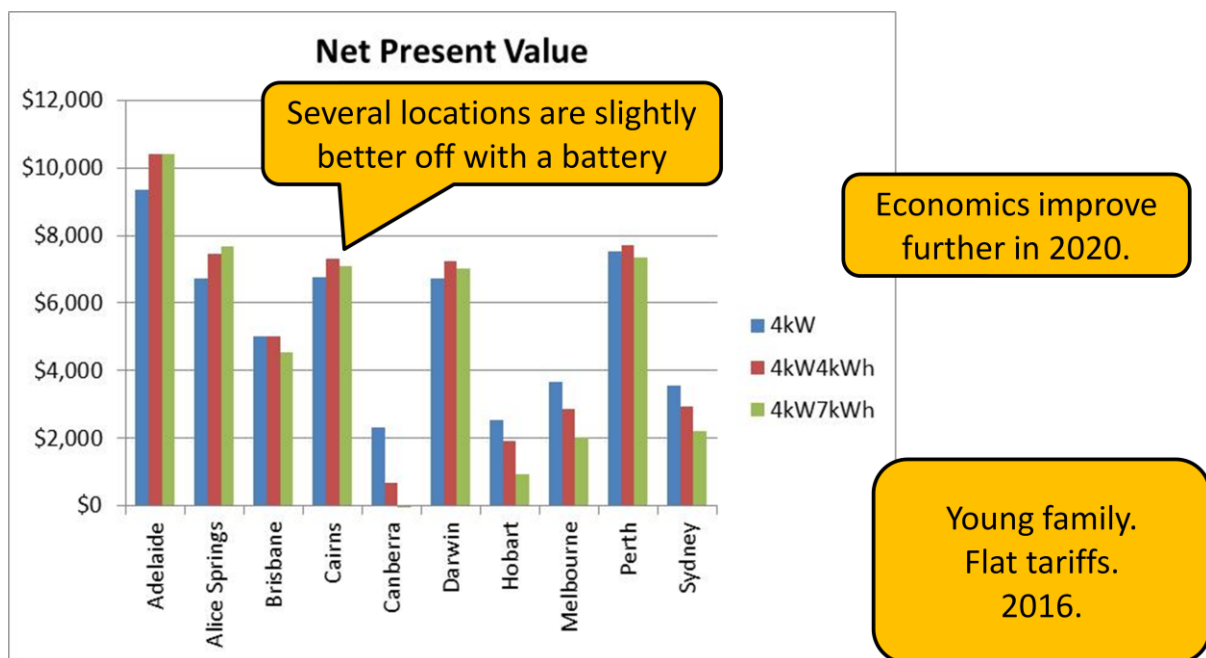 Net Present Value
Several locations are slightly
better off with a battery
$12,000
$10,000
$8,000
$6,000
$4,000
$2,000
$0
Adelaide
Alice Springs
Brisbane
Cairns
Canberra
Darwin
Hobart
Melbourne
Perth
Sydney
4kW
4kW4kWh
4kW7kWh
Economics improve
further in 2020.
Young family.
Flat tariffs.
2016.